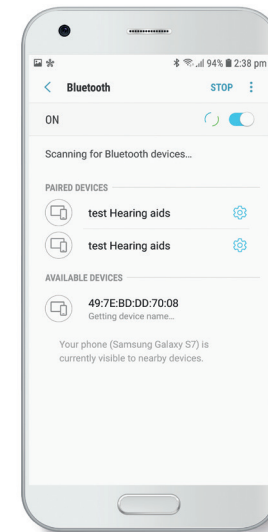 94% 2:38 pm
Bluetooth STOP
ON
Scanning for Bluetooth devices...
PAIRED DEVICES
test Hearing aids
test Hearing aids
AVAILABLE DEVICES
49:7E:BD:DD:70:08
Getting device name...
Your phone (Samsung Galaxy S7) is
currently visible to nearby devices.